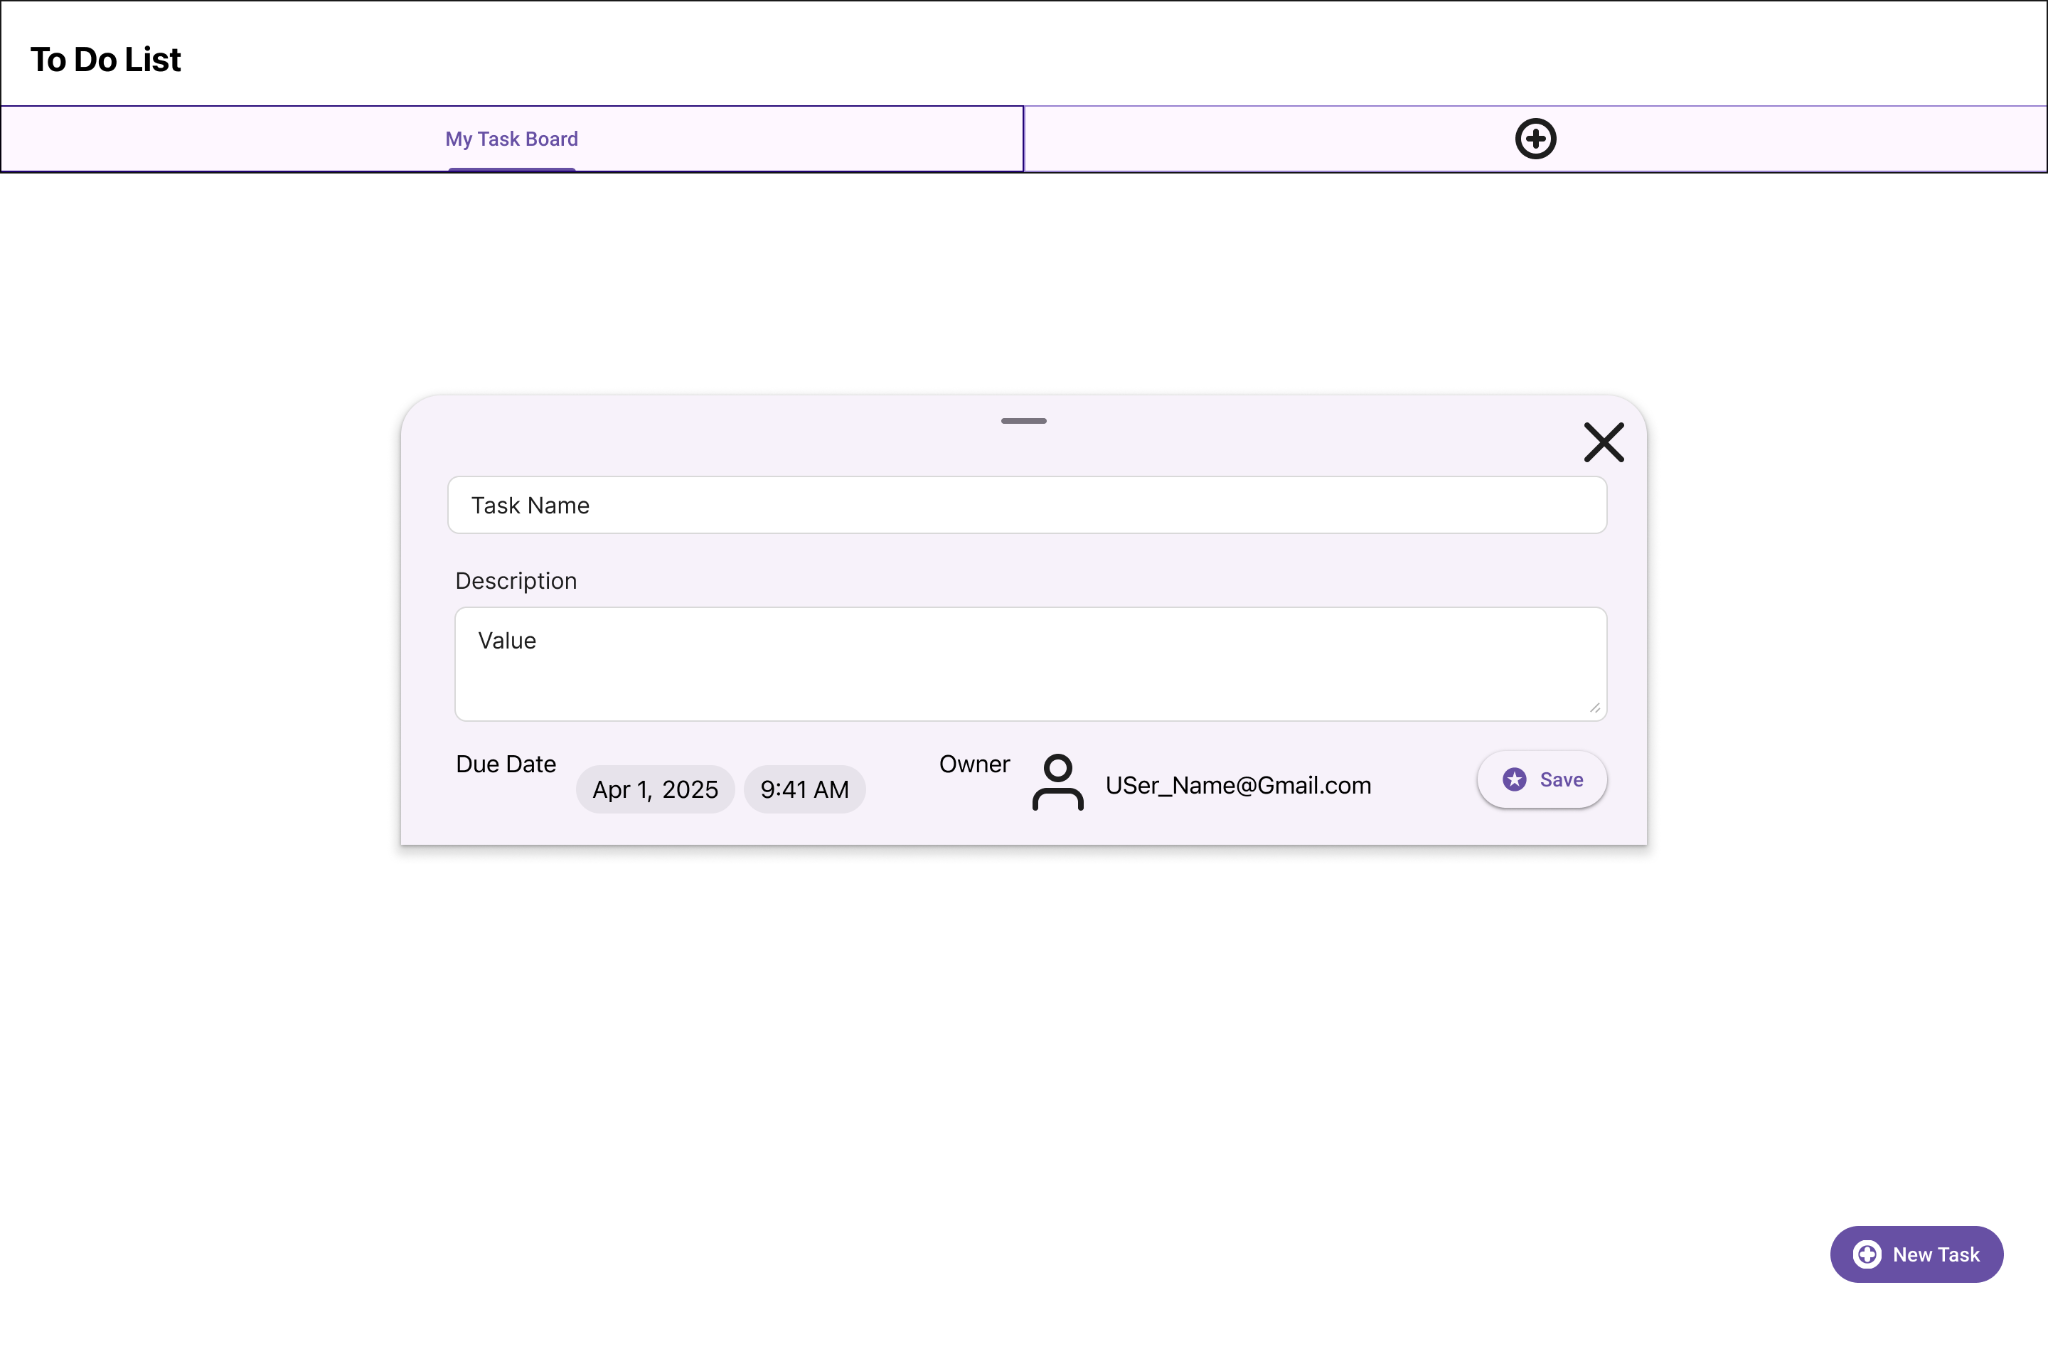 To Do List
My Task Board
Task Name
Description
Value
Due Date
Apr 1, 2025
9:41 AM
Owner
USer_Name@Gmail.com
Save
New Task